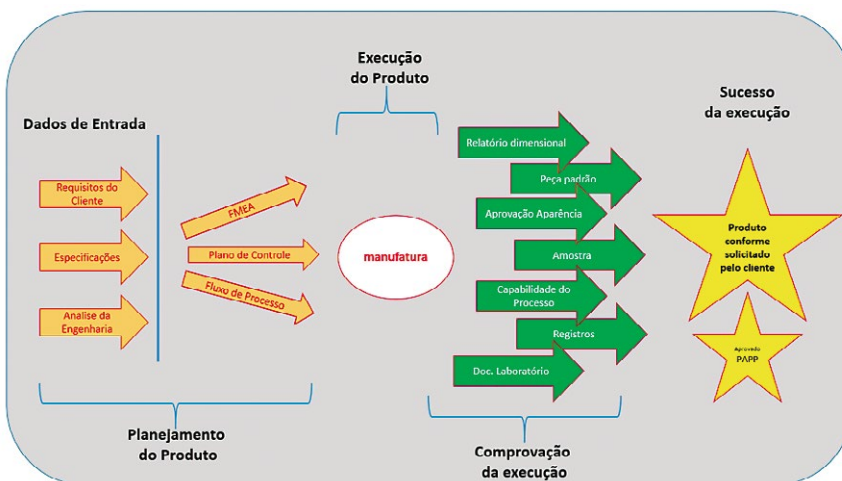 Dados de Entrada
Requisitos do
Cliente
Especificações
Analise da
Engenharia
FMEA
Plano de Controle
Fluxo de Processo
Planejamento
do Produto
Execução
do Produto
manufatura
Relatório dimensional
Peça padrão
Aprovação Aparência
Amostra
Capabilidade do
Processo
Registros
Doc. Laboratório
Comprovação
da execução
Sucesso
da execução
Produto
conforme
solicitado
pelo cliente
Aprovado
PAPP